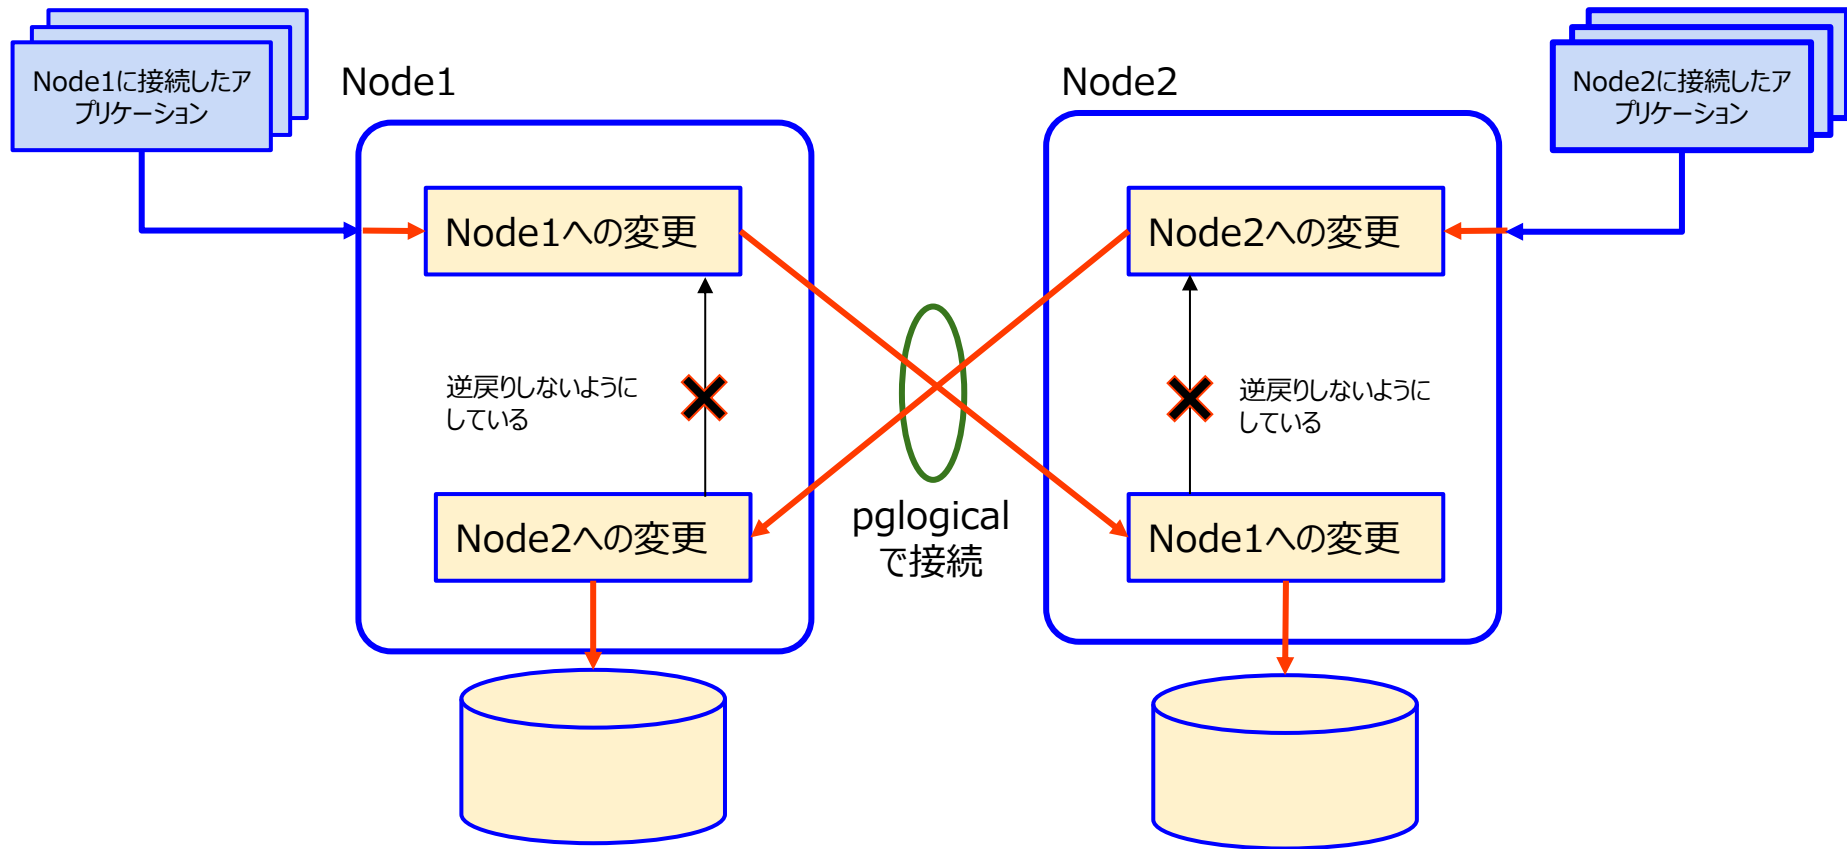 Node1に接続したア
プリケーション
Node1
Node2
Node2に接続したア
プリケーション
Node1への変更
Node2への変更
逆戻りしないように
している
逆戻りしないように
している
Node2への変更
pglogical
で接続
Node1への変更